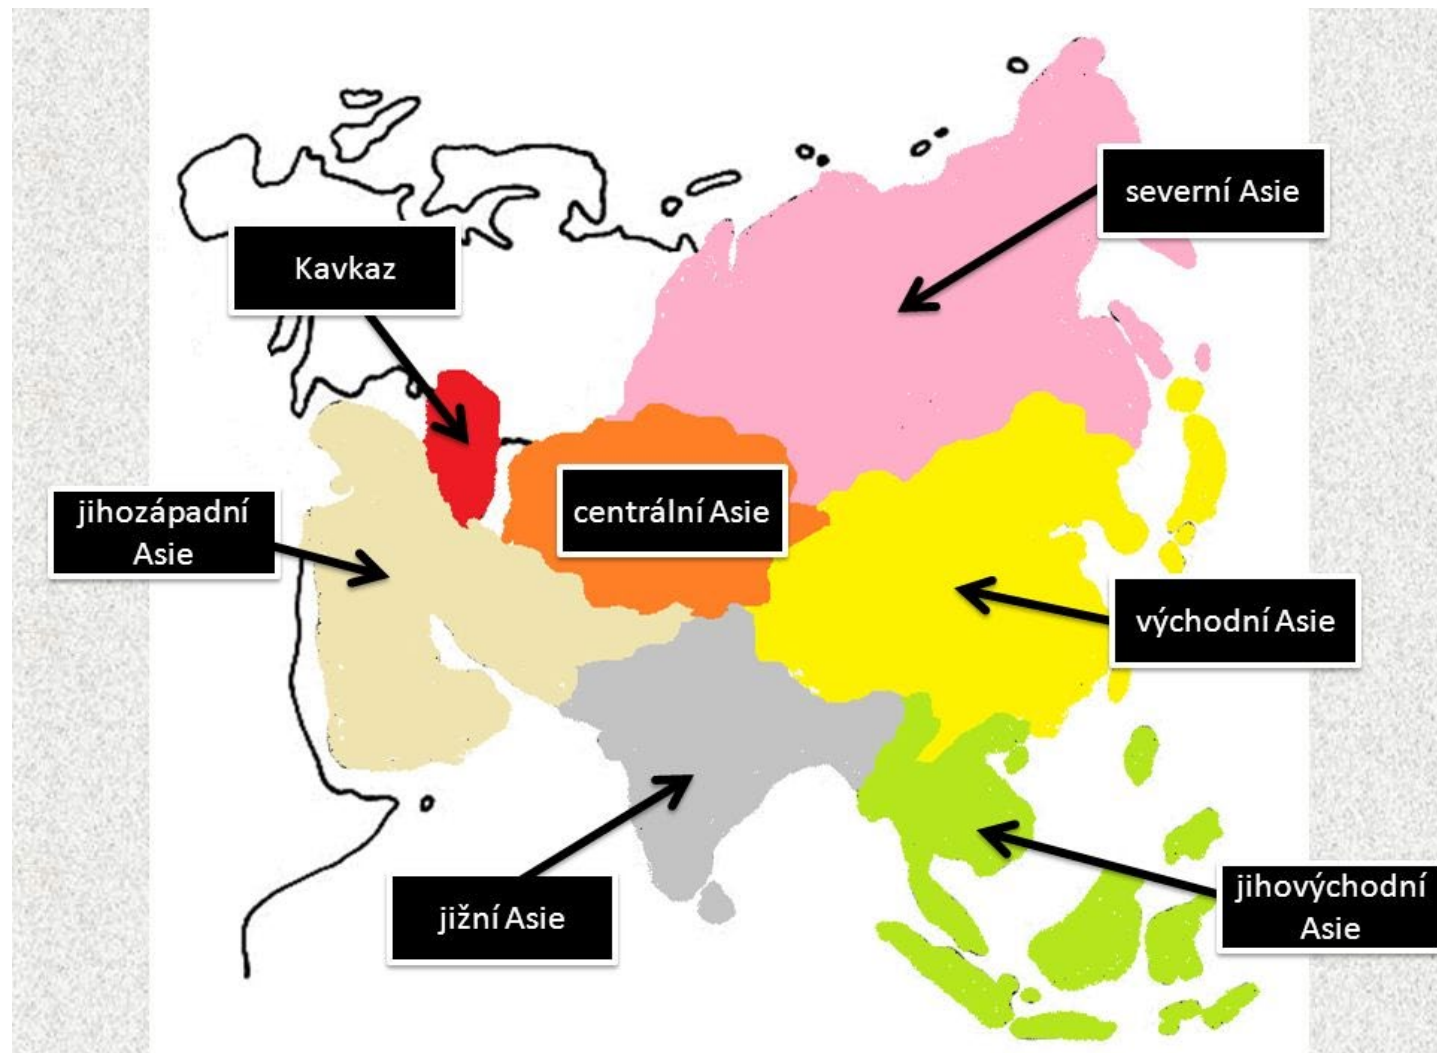 severní Asie
Kavkaz
centrální Asie
jihozápadní
Asie
východní Asie
jižní Asie
jihovýchodní
Asie